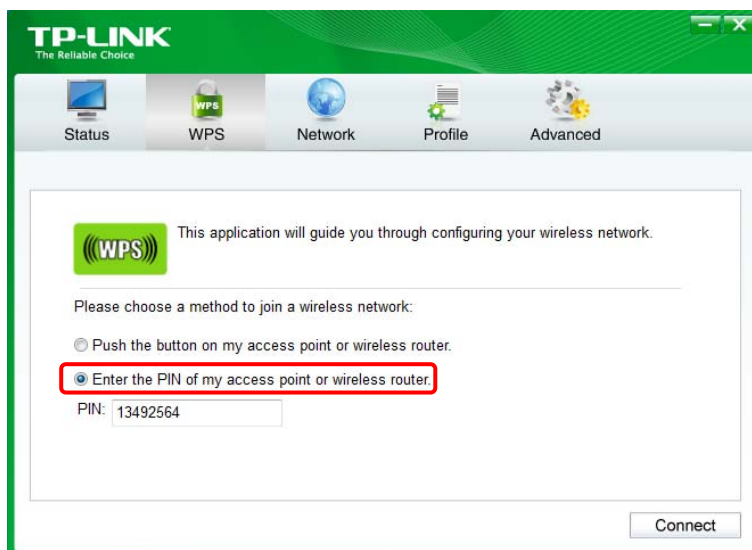 TP-LINK
The Reliable Choice
Status WPS Network Profile Advanced
WPS
(((WPS)))
This application will guide you through configuring your wireless network.
Please choose a method to join a wireless network:
Push the button on my access point or wireless router.
Enter the PIN of my access point or wireless router.
PIN: 13492564
Connect